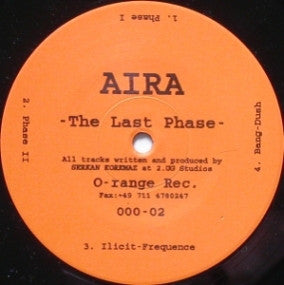 1. Phase I
AIRA
-The Last Phase-
2. Phase II
4. Bang-Dush
All tracks written and produced by
SERKAN KOREMAZ at 2.OG Studios
O-range Rec.
Fax:+49 711 6780267
000-02
3. Ilicit-Frequence